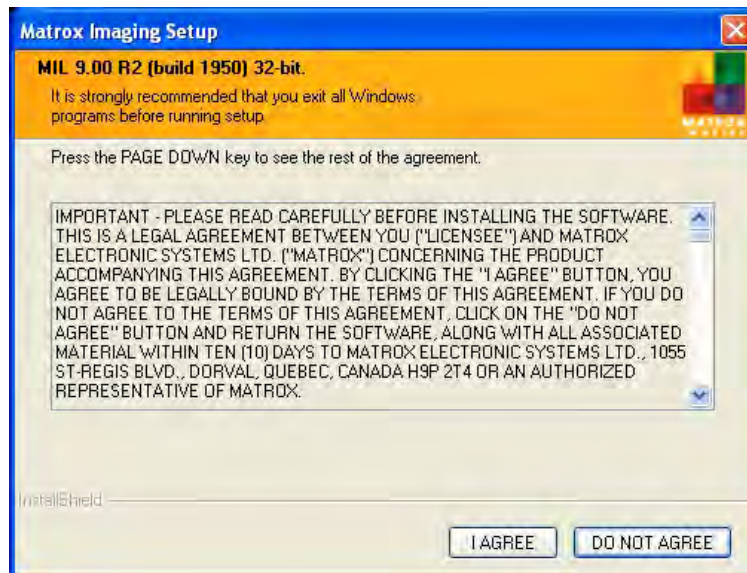 Matrox Imaging Setup
MIL 9.00 R2 (build 1950) 32-bit.
It is strongly recommended that you exit all Windows
programs before running setup
MATROX
Press the PAGE DOWN key to see the rest of the agreement.
IMPORTANT - PLEASE READ CAREFULLY BEFORE INSTALLING THE SOFTWARE.
THIS IS A LEGAL AGREEMENT BETWEEN YOU ("LICENSEE") AND MATROX
ELECTRONIC SYSTEMS LTD. ("MATROX") CONCERNING THE PRODUCT
ACCOMPANYING THIS AGREEMENT. BY CLICKING THE "I AGREE" BUTTON, YOU
AGREE TO BE LEGALLY BOUND BY THE TERMS OF THIS AGREEMENT. IF YOU DO
NOT AGREE TO THE TERMS OF THIS AGREEMENT, CLICK ON THE "DO NOT
AGREE" BUTTON AND RETURN THE SOFTWARE, ALONG WITH ALL ASSOCIATED
MATERIAL WITHIN TEN (10) DAYS TO MATROX ELECTRONIC SYSTEMS LTD., 1055
ST-REGIS BLVD., DORVAL, QUEBEC, CANADA H9P 2T4 OR AN AUTHORIZED
REPRESENTATIVE OF MATROX.
InstallShield
I AGREE
DO NOT AGREE